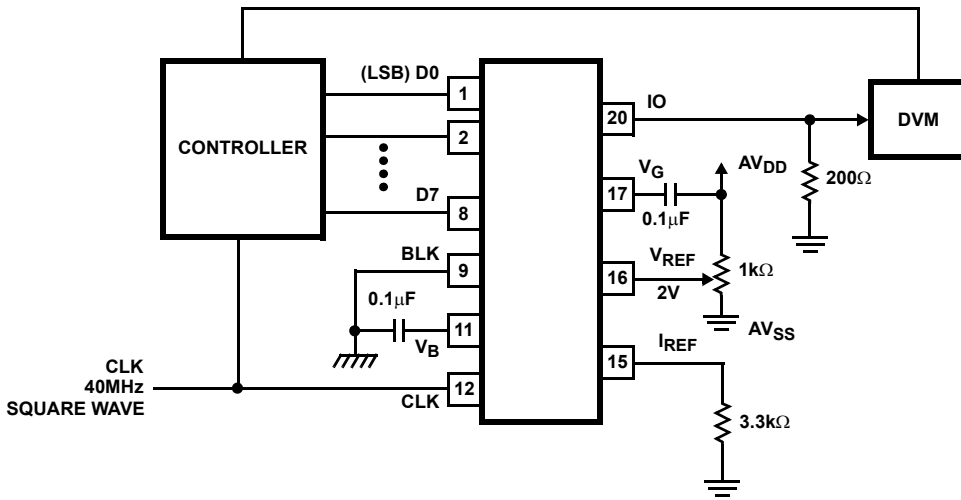 (LSB) D0
1
IO
20
DVM
2
CONTROLLER
VG
AVDD
200Ω
17
0.1µF
D7
8
BLK
9
VREF
16
2V
1kΩ
0.1µF
11
VB
AVSS
IREF
15
CLK
40MHz
SQUARE WAVE
12
CLK
3.3kΩ